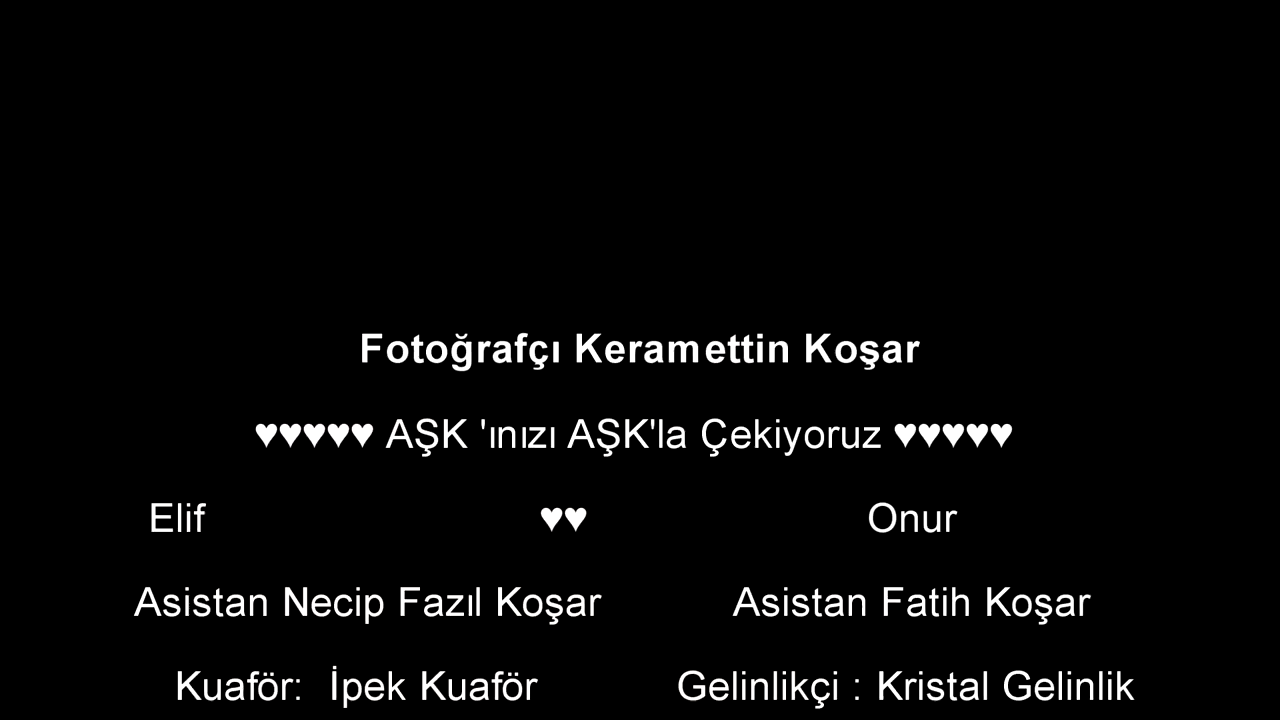 Fotoğrafçı Keramettin Koşar
♥♥♥♥♥ AŞK 'ınızı AŞK'la Çekiyoruz ♥♥♥♥♥
Elif ♥♥ Onur
Asistan Necip Fazıl Koşar Asistan Fatih Koşar
Kuaför: İpek Kuaför Gelinlikçi : Kristal Gelinlik